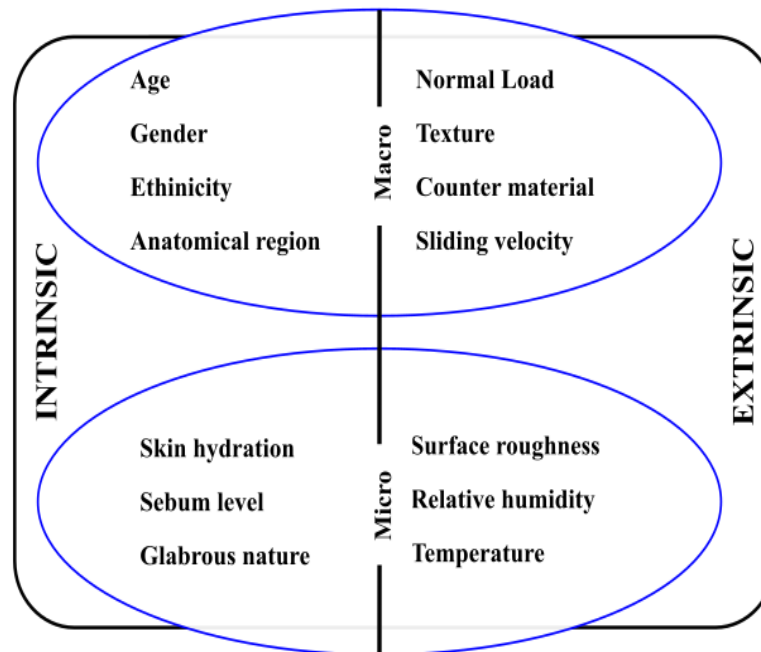 Age
Gender
Ethinicity
Anatomical region
Macro
Normal Load
Texture
Counter material
Sliding velocity
INTRINSIC
EXTRINSIC
Skin hydration
Sebum level
Glabrous nature
Micro
Surface roughness
Relative humidity
Temperature